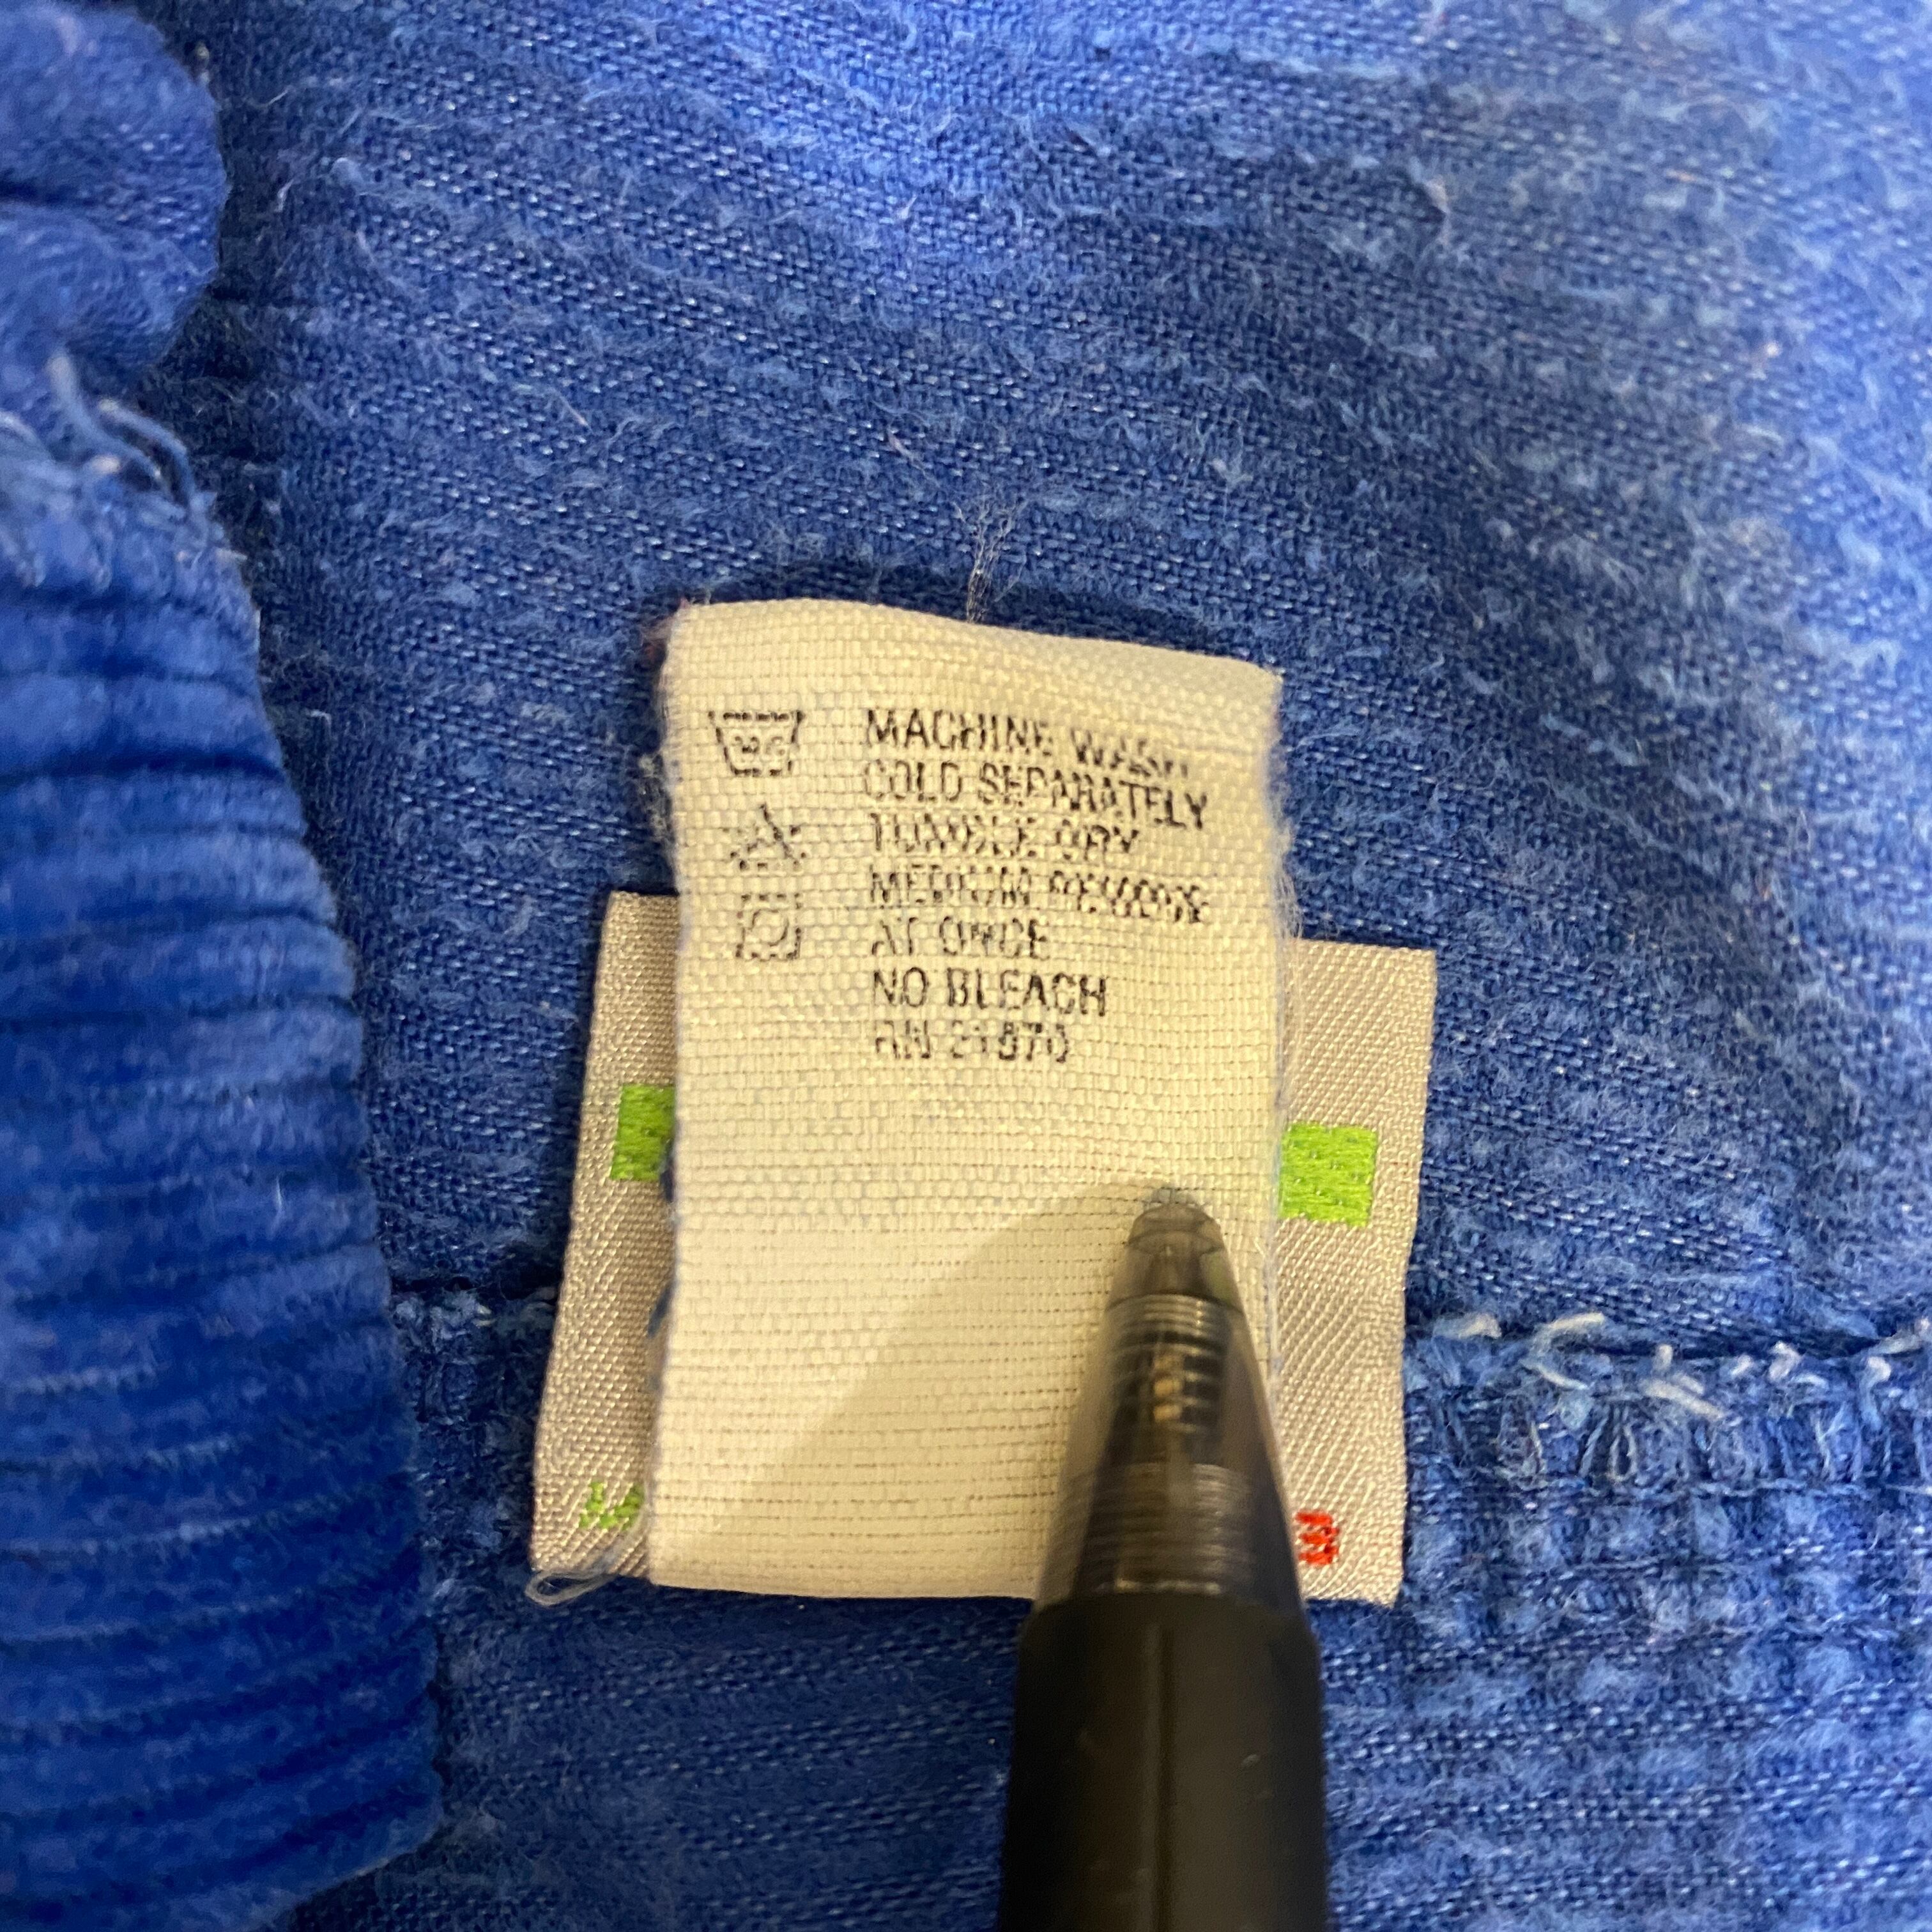 MACHINE WASH
COLD SEPARATELY
TUMBLE DRY
MEDIUM REMOVE
AT ONCE
NO BLEACH
RN 21870